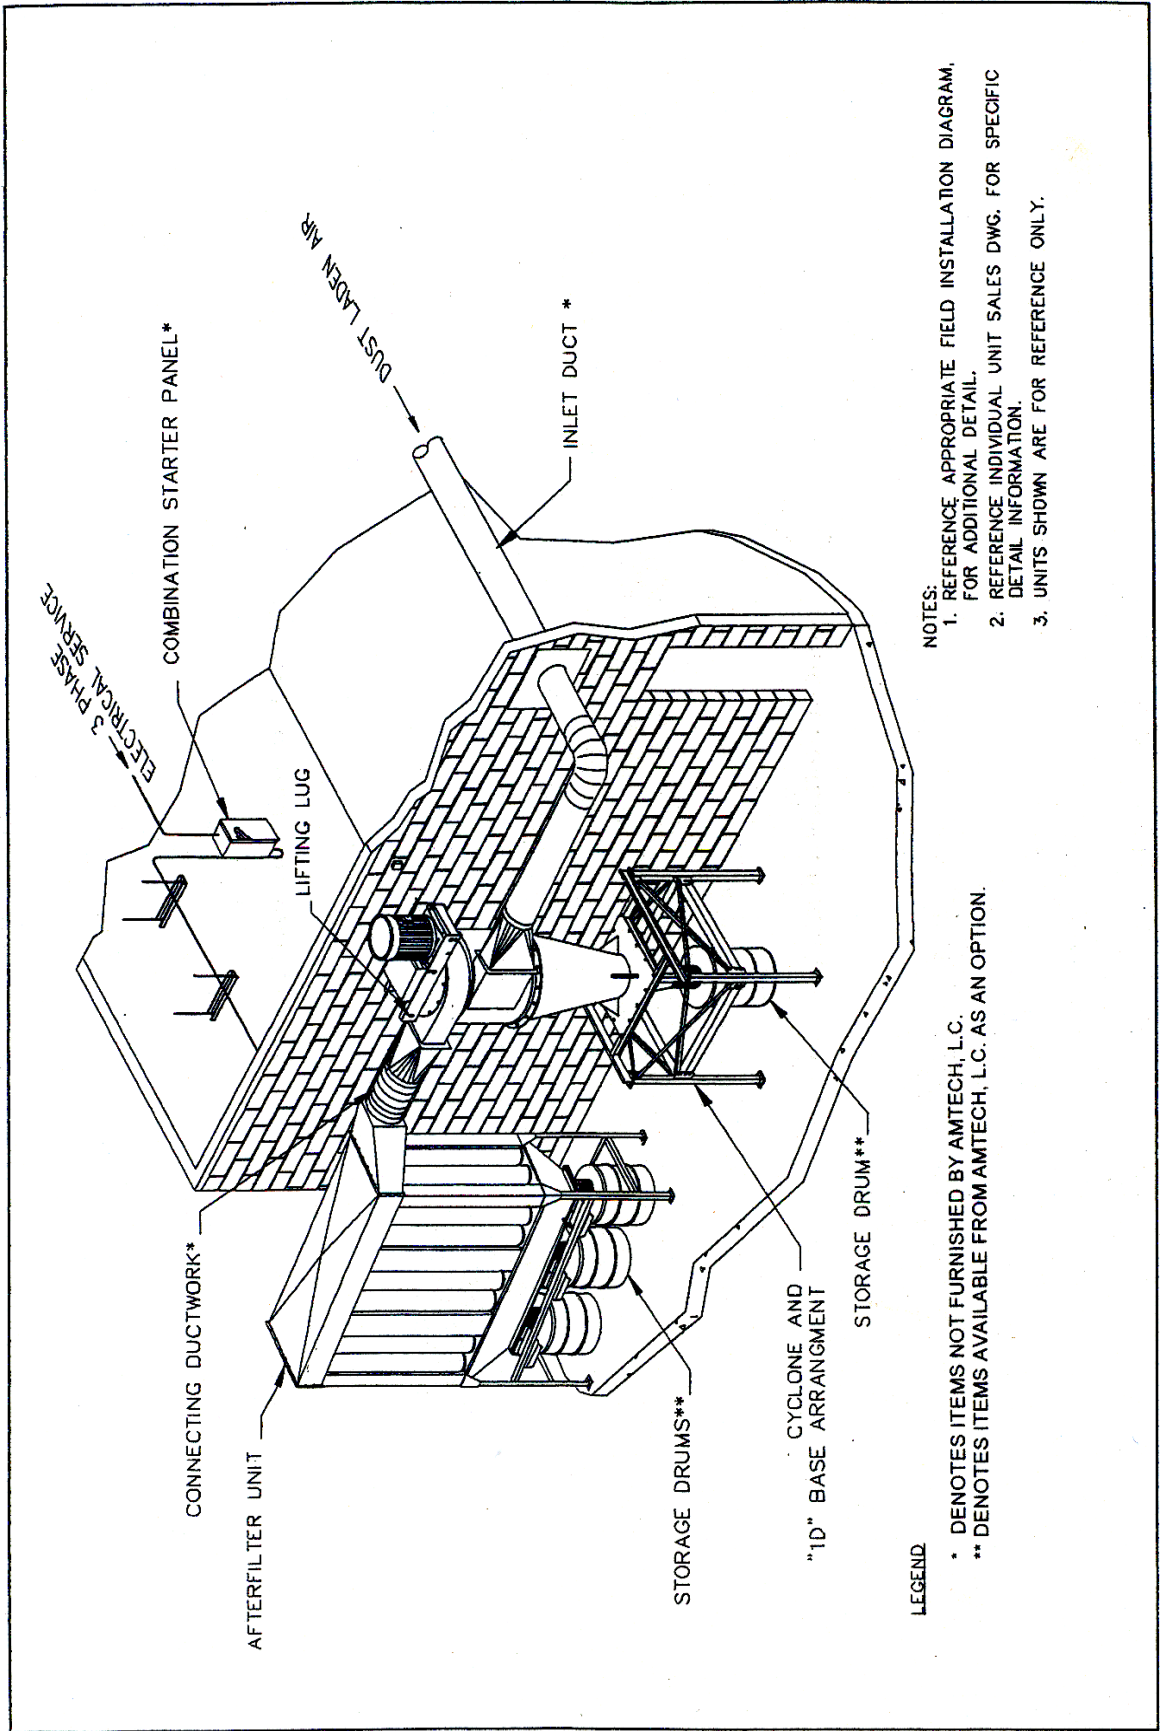 3 PHASE
ELECTRICAL SERVICE
COMBINATION STARTER PANEL*
DUST LADEN AIR
LIFTING LUG
INLET DUCT *
CONNECTING DUCTWORK*
AFTERFILTER UNIT
STORAGE DRUMS**
CYCLONE AND
"1D" BASE ARRANGMENT
STORAGE DRUM**
LEGEND
* DENOTES ITEMS NOT FURNISHED BY AMTECH, L.C.
** DENOTES ITEMS AVAILABLE FROM AMTECH, L.C. AS AN OPTION.
NOTES:
1. REFERENCE APPROPRIATE FIELD INSTALLATION DIAGRAM,
FOR ADDITIONAL DETAIL.
2. REFERENCE INDIVIDUAL UNIT SALES DWG. FOR SPECIFIC
DETAIL INFORMATION.
3. UNITS SHOWN ARE FOR REFERENCE ONLY.